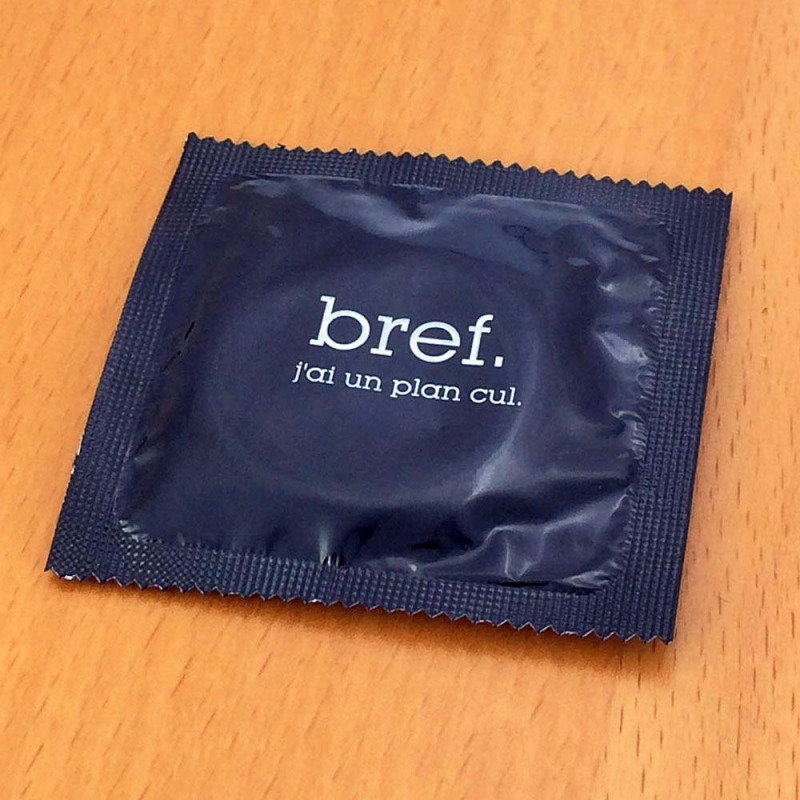 bref.
j'ai un plan cul.